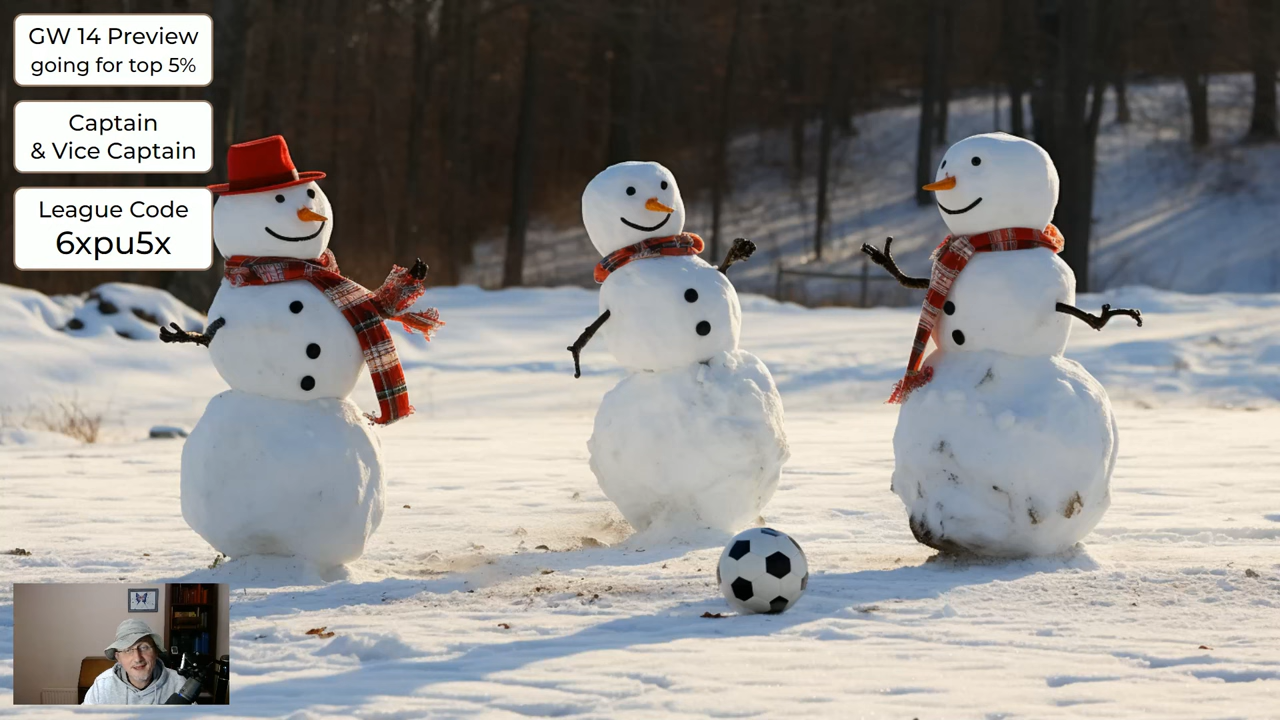 GW 14 Preview
going for top 5%
Captain
& Vice Captain
League Code
6xpu5x